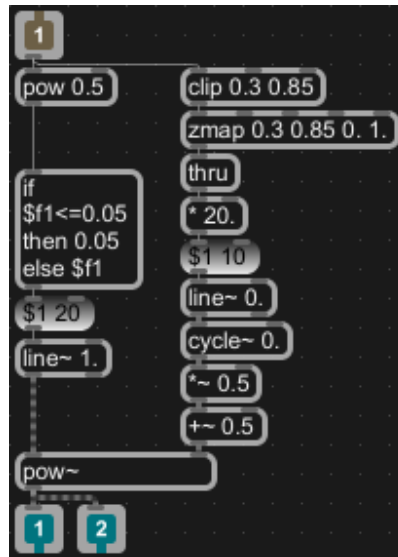 1
pow 0.5
clip 0.3 0.85
zmap 0.3 0.85 0. 1.
thru
if
$f1<=0.05
then 0.05
else $f1
* 20.
$1 10
$1 20
line~ 0.
line~ 1.
cycle~ 0.
*~ 0.5
+~ 0.5
pow~
1
2